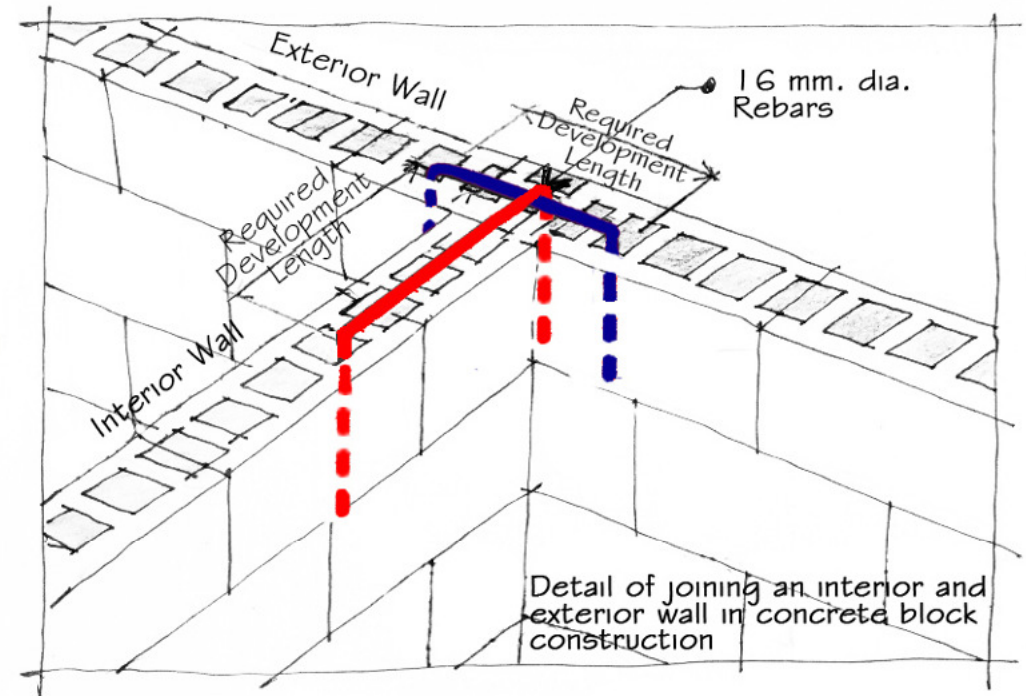 Exterior Wall
16 mm. dia.
Rebars
Required
Development
Length
Required
Development
Length
Interior Wall
Detail of joining an interior and
exterior wall in concrete block
construction